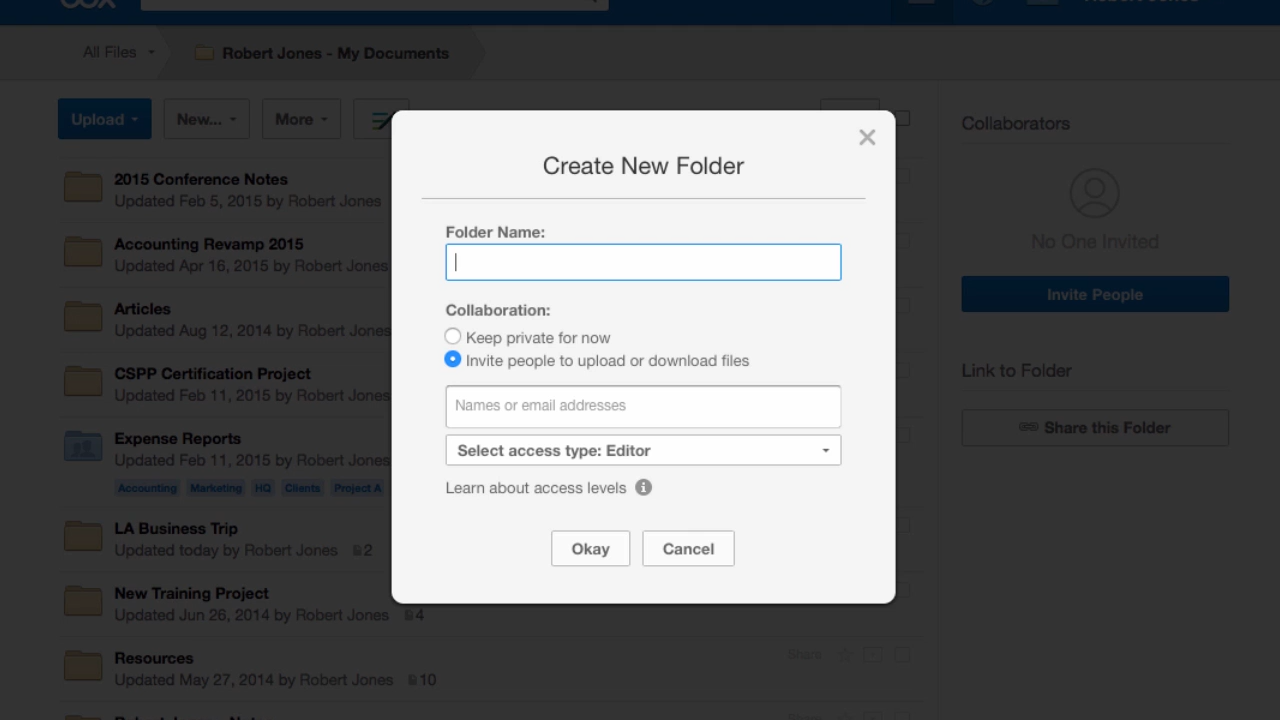 box
Robert Jones
All Files
Robert Jones - My Documents
Upload
New...
More
2015 Conference Notes
Updated Feb 5, 2015 by Robert Jones
Accounting Revamp 2015
Updated Apr 16, 2015 by Robert Jones
Articles
Updated Aug 12, 2014 by Robert Jones
CSPP Certification Project
Updated Feb 11, 2015 by Robert Jones
Expense Reports
Updated Feb 11, 2015 by Robert Jones
Accounting Marketing HQ Clients Project A
LA Business Trip
Updated today by Robert Jones 2
New Training Project
Updated Jun 26, 2014 by Robert Jones 4
Resources
Updated May 27, 2014 by Robert Jones 10
Share
Share
Create New Folder
Folder Name:
Collaboration:
Keep private for now
Invite people to upload or download files
Names or email addresses
Select access type: Editor
Learn about access levels
Okay
Cancel
Collaborators
No One Invited
Invite People
Link to Folder
Share this Folder